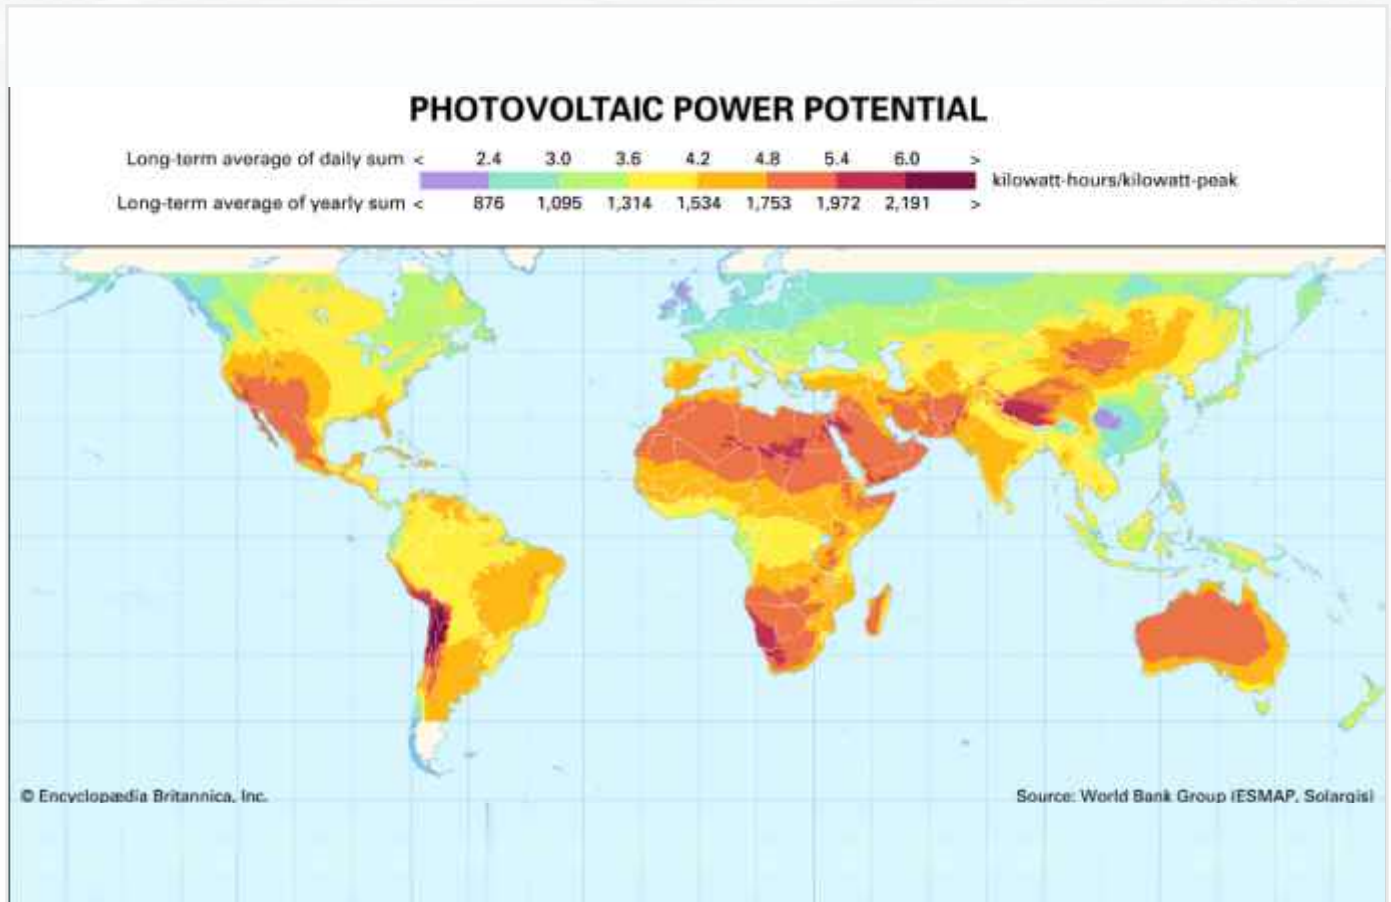 PHOTOVOLTAIC POWER POTENTIAL
Long-term average of daily sum < 2.4 3.0 3.6 4.2 4.8 5.4 6.0 >
kilowatt-hours/kilowatt-peak
Long-term average of yearly sum < 876 1,095 1,314 1,534 1,753 1,972 2,191 >
© Encyclopædia Britannica, Inc.
Source: World Bank Group (ESMAP, Solargis)